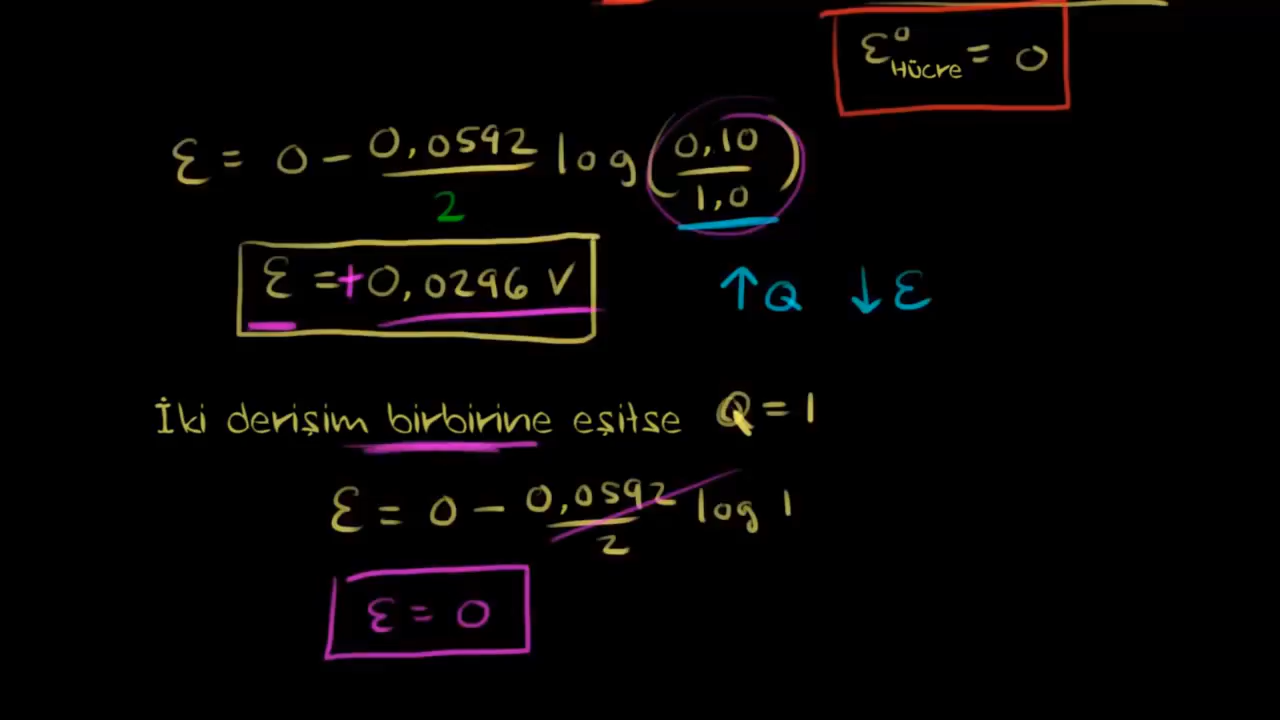 ε⁰Hücre = 0
ε = 0 - 0,0592/2 log (0,10/1,0)
ε = +0,0296 V
↑Q ↓ε
İki derişim birbirine eşitse Q = 1
ε = 0 - 0,0592/2 log 1
ε = 0